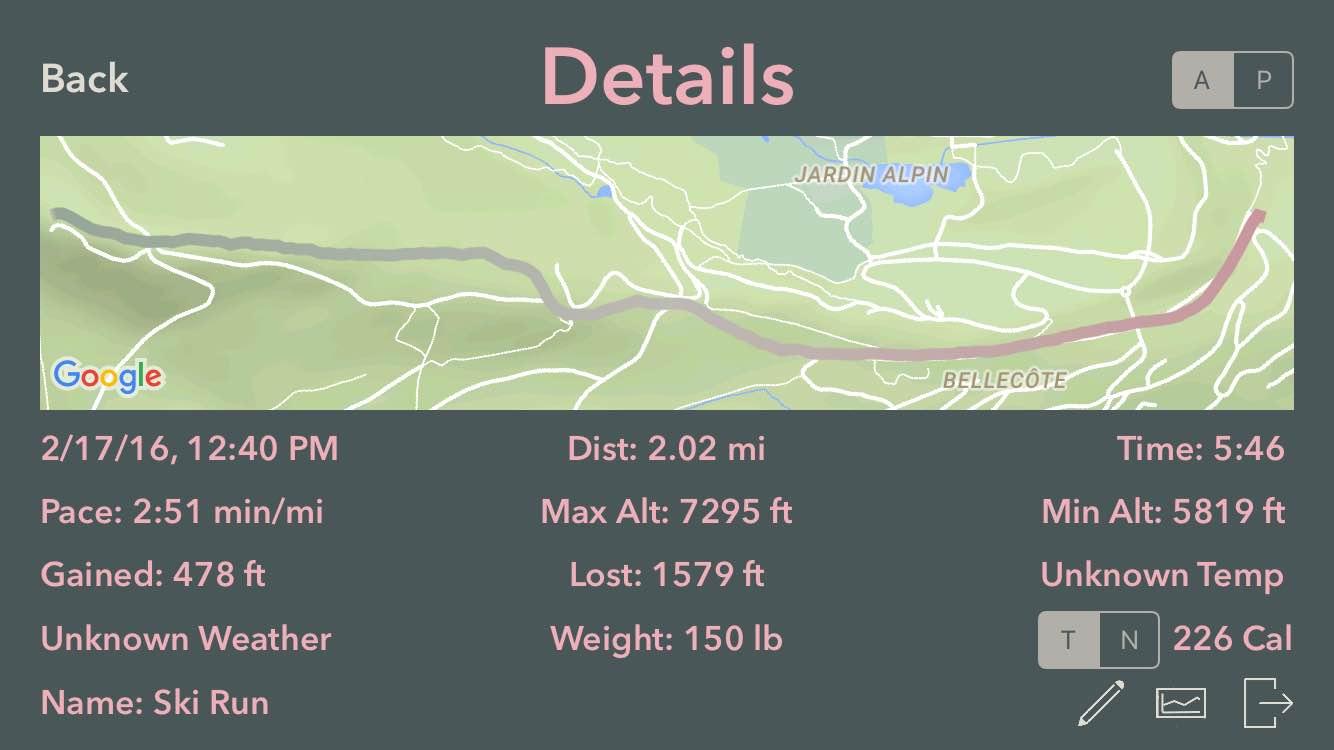 Back
Details
A P
JARDIN ALPIN
BELLECÔTE
Google
2/17/16, 12:40 PM
Dist: 2.02 mi
Time: 5:46
Pace: 2:51 min/mi
Max Alt: 7295 ft
Min Alt: 5819 ft
Gained: 478 ft
Lost: 1579 ft
Unknown Temp
Unknown Weather
Weight: 150 lb
T N
226 Cal
Name: Ski Run